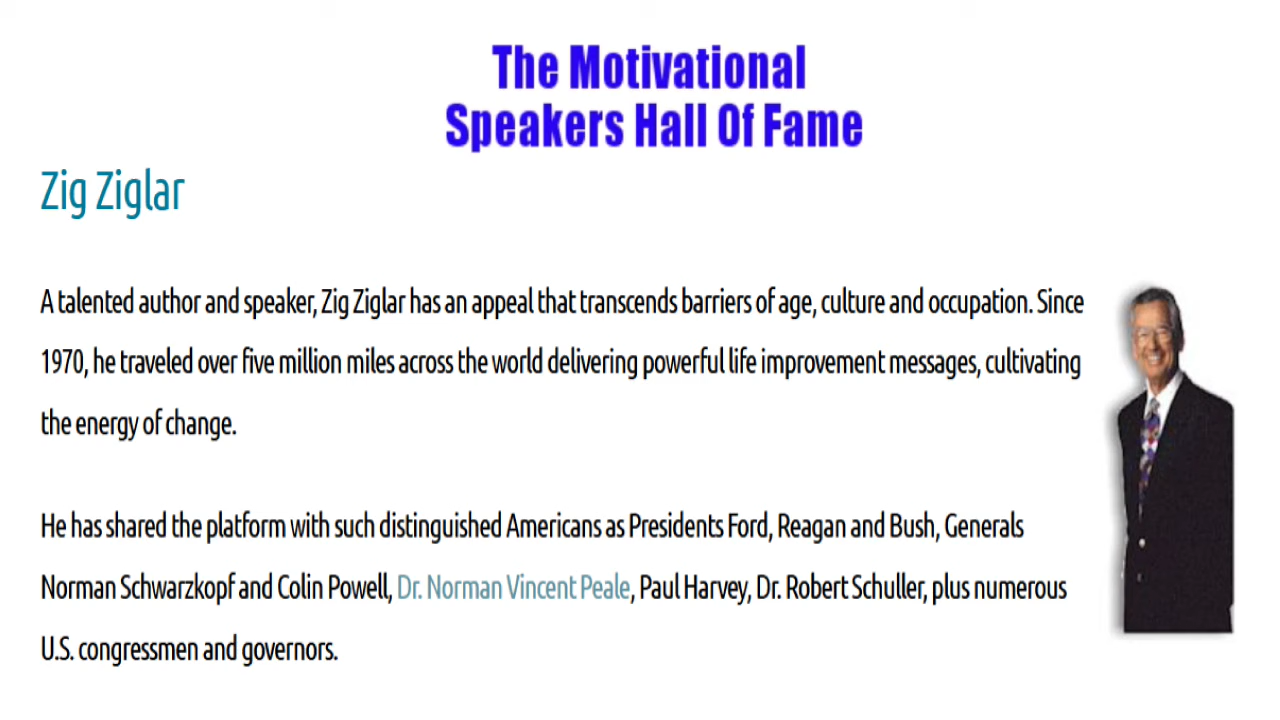 The Motivational
Speakers Hall Of Fame
Zig Ziglar
A talented author and speaker, Zig Ziglar has an appeal that transcends barriers of age, culture and occupation. Since
1970, he traveled over five million miles across the world delivering powerful life improvement messages, cultivating
the energy of change.
He has shared the platform with such distinguished Americans as Presidents Ford, Reagan and Bush, Generals
Norman Schwarzkopf and Colin Powell, Dr. Norman Vincent Peale, Paul Harvey, Dr. Robert Schuller, plus numerous
U.S. congressmen and governors.